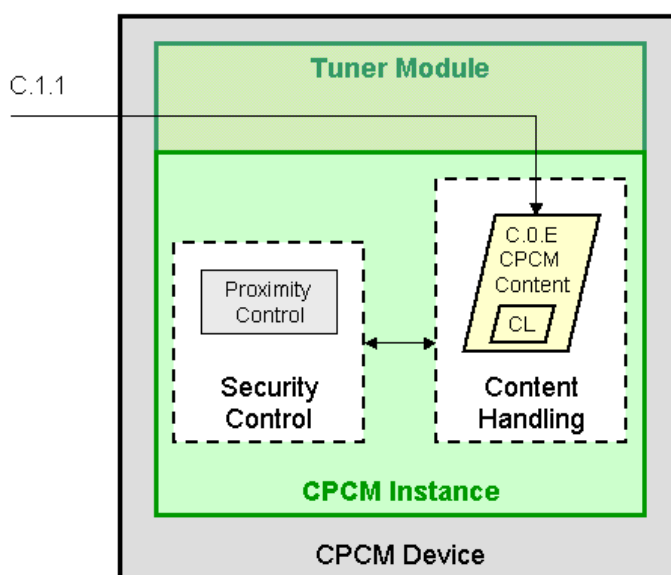 Tuner Module
C.1.1
C.0.E
CPCM
Content
CL
Proximity
Control
Security
Control
Content
Handling
CPCM Instance
CPCM Device